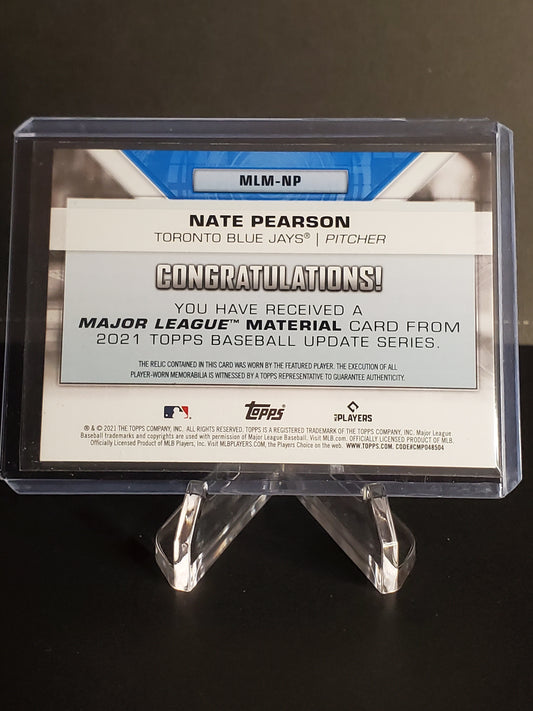 MLM-NP
NATE PEARSON
TORONTO BLUE JAYS® | PITCHER
CONGRATULATIONS!
YOU HAVE RECEIVED A
MAJOR LEAGUE™ MATERIAL CARD FROM
2021 TOPPS BASEBALL UPDATE SERIES.
THE RELIC CONTAINED IN THIS CARD WAS WORN BY THE FEATURED PLAYER. THE EXECUTION OF ALL
PLAYER-WORN MEMORABILIA IS WITNESSED BY A TOPPS REPRESENTATIVE TO GUARANTEE AUTHENTICITY.
Topps
MLB PLAYERS
® & © 2021 THE TOPPS COMPANY, INC. ALL RIGHTS RESERVED. TOPPS IS A REGISTERED TRADEMARK OF THE TOPPS COMPANY, INC. Major League
Baseball trademarks and copyrights are used with permission of Major League Baseball. Visit MLB.com. OFFICIALLY LICENSED PRODUCT OF MLB
Officially Licensed Product of MLB Players, Inc. Visit MLBPLAYERS.COM, the Players Choice on the web. WWW.TOPPS.COM. CODE#CMP048504